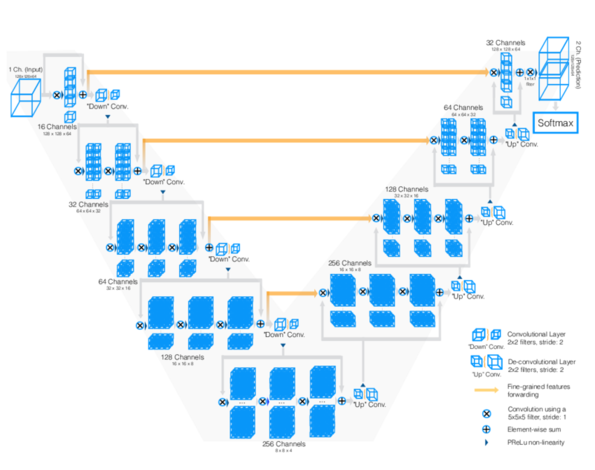 1 Ch. (Input)
128 x 128 x 64
"Down" Conv.
16 Channels
128 x 128 x 64
"Down" Conv.
32 Channels
64 x 64 x 32
"Down" Conv.
64 Channels
32 x 32 x 16
"Down" Conv.
128 Channels
16 x 16 x 8
256 Channels
8 x 8 x 4
"Up" Conv.
256 Channels
16 x 16 x 8
"Up" Conv.
128 Channels
32 x 32 x 16
"Up" Conv.
64 Channels
64 x 64 x 32
"Up" Conv.
32 Channels
128 x 128 x 64
1x1x1
filter
2 Ch. (Prediction)
Softmax
Convolutional Layer
2x2 filters, stride: 2
"Down" Conv.
De-convolutional Layer
2x2 filters, stride: 2
"Up" Conv.
Fine-grained features
forwarding
Convolution using a
5x5x5 filter, stride: 1
Element-wise sum
PReLu non-linearity